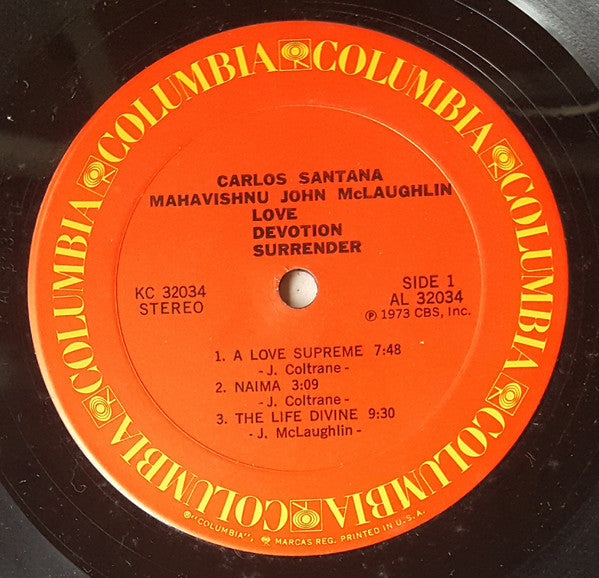 COLUMBIA COLUMBIA COLUMBIA COLUMBIA COLUMBIA COLUMBIA COLUMBIA COLUMBIA
CARLOS SANTANA
MAHAVISHNU JOHN McLAUGHLIN
LOVE
DEVOTION
SURRENDER
KC 32034
STEREO
SIDE 1
AL 32034
℗ 1973 CBS, Inc.
1. A LOVE SUPREME 7:48
- J. Coltrane -
2. NAIMA 3:09
- J. Coltrane -
3. THE LIFE DIVINE 9:30
- J. McLaughlin -
® "COLUMBIA", MARCAS REG. PRINTED IN U.S.A.